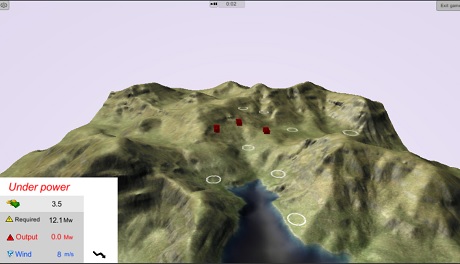 0:02
Exit game
Under power
3.5
Required 12.1 Mw
Output 0.0 Mw
Wind 8 m/s